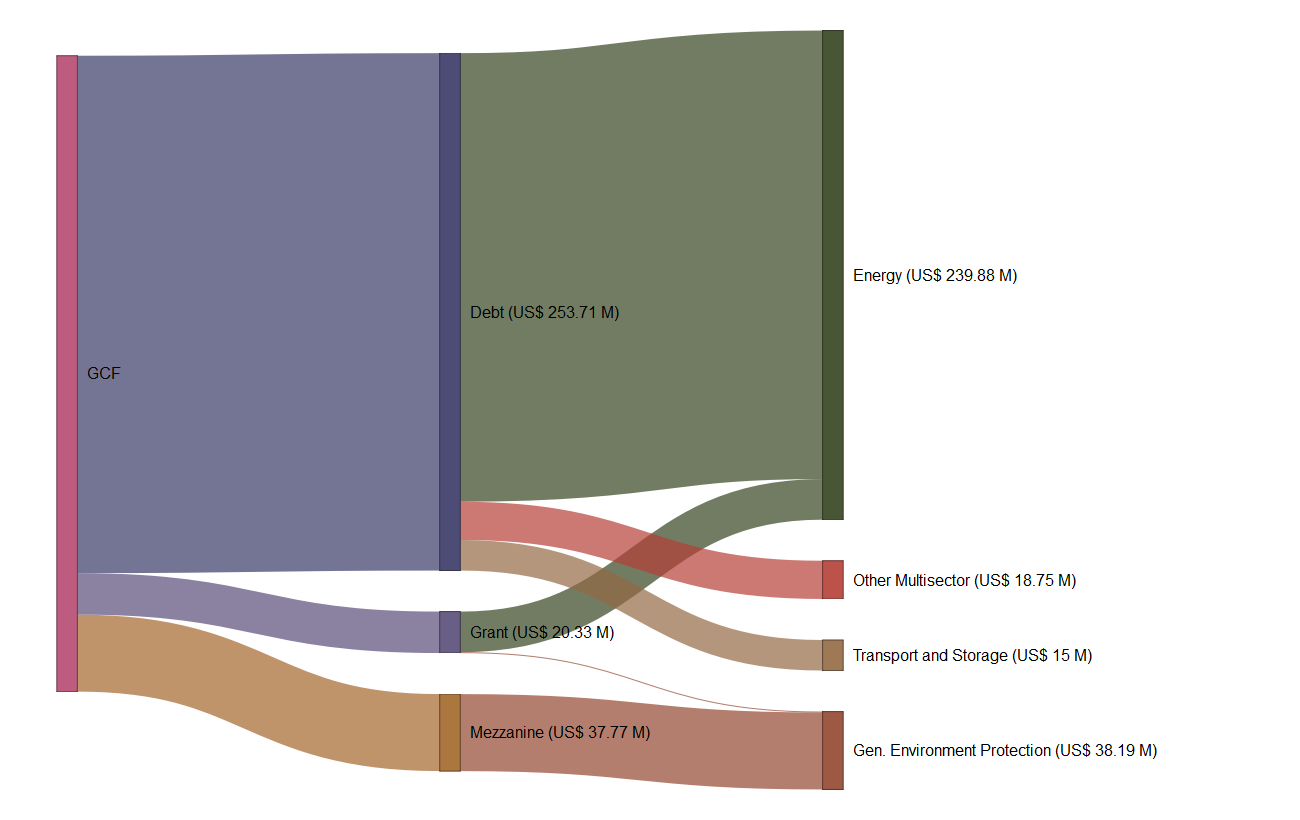 GCF
Debt (US$ 253.71 M)
Grant (US$ 20.33 M)
Mezzanine (US$ 37.77 M)
Energy (US$ 239.88 M)
Other Multisector (US$ 18.75 M)
Transport and Storage (US$ 15 M)
Gen. Environment Protection (US$ 38.19 M)